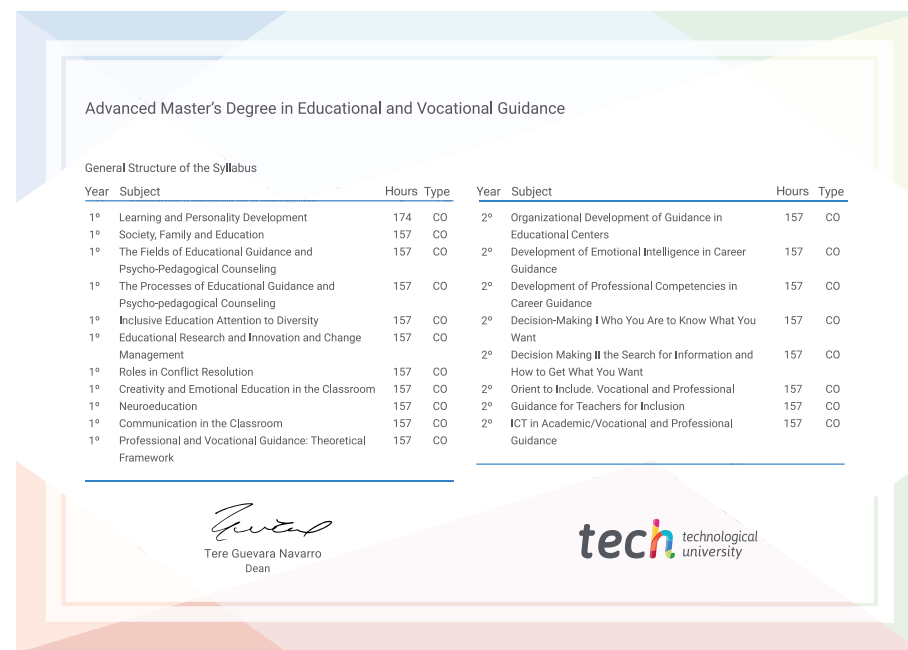 Advanced Master's Degree in Educational and Vocational Guidance
General Structure of the Syllabus
Year Subject Hours Type
1º Learning and Personality Development 174 CO
1º Society, Family and Education 157 CO
1º The Fields of Educational Guidance and 157 CO
Psycho-Pedagogical Counseling
1º The Processes of Educational Guidance and 157 CO
Psycho-pedagogical Counseling
1º Inclusive Education Attention to Diversity 157 CO
1º Educational Research and Innovation and Change 157 CO
Management
1º Roles in Conflict Resolution 157 CO
1º Creativity and Emotional Education in the Classroom 157 CO
1º Neuroeducation 157 CO
1º Communication in the Classroom 157 CO
1º Professional and Vocational Guidance: Theoretical 157 CO
Framework
Year Subject Hours Type
2º Organizational Development of Guidance in 157 CO
Educational Centers
2º Development of Emotional Intelligence in Career 157 CO
Guidance
2º Development of Professional Competencies in 157 CO
Career Guidance
2º Decision-Making I Who You Are to Know What You 157 CO
Want
2º Decision Making II the Search for Information and 157 CO
How to Get What You Want
2º Orient to Include. Vocational and Professional 157 CO
2º Guidance for Teachers for Inclusion 157 CO
2º ICT in Academic/Vocational and Professional 157 CO
Guidance
Tere Guevara Navarro
Dean
tech technological
university